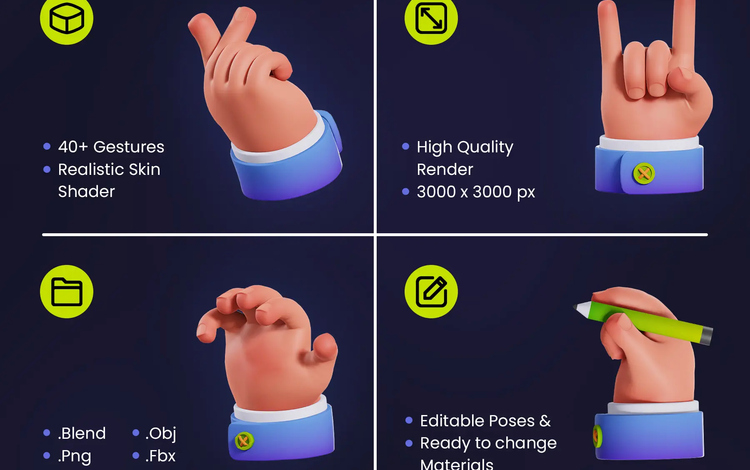 40+ Gestures
Realistic Skin
Shader
High Quality
Render
3000 x 3000 px
.Blend
.Obj
.Png
.Fbx
Editable Poses &
Ready to change
Materials